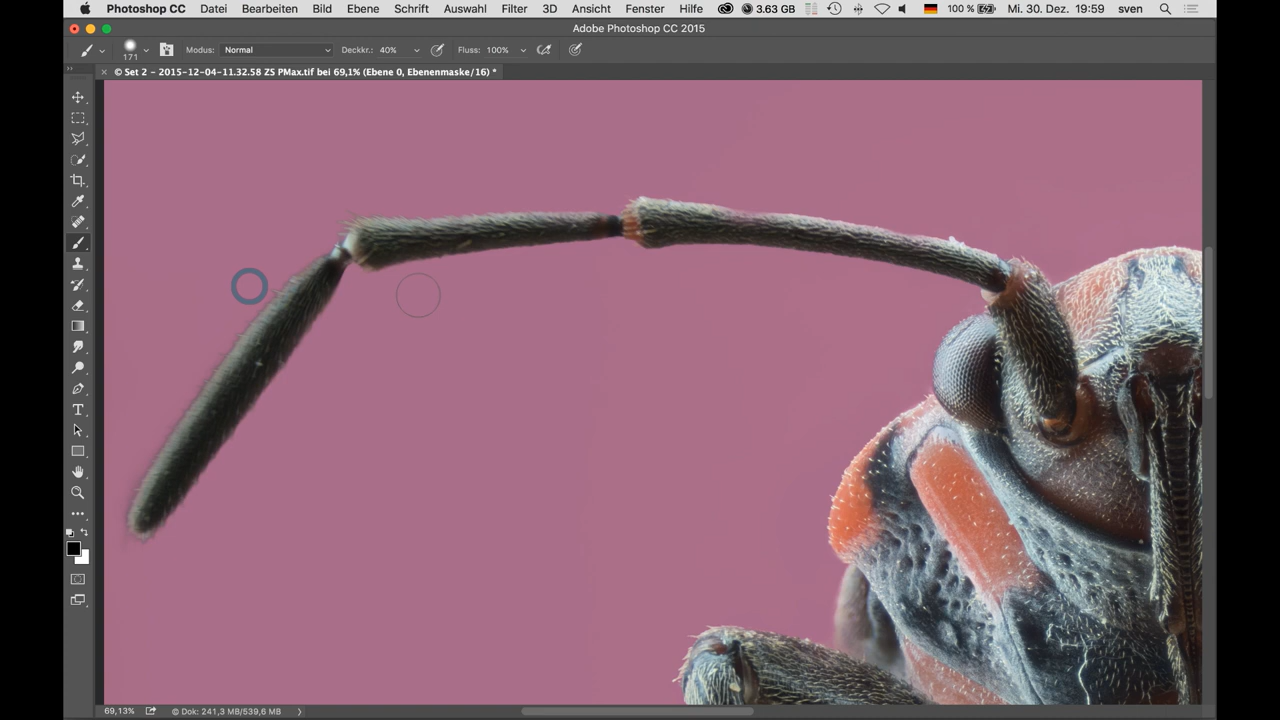 Photoshop CC Datei Bearbeiten Bild Ebene Schrift Auswahl Filter 3D Ansicht Fenster Hilfe 3.63 GB 100 % Mi. 30. Dez. 19:59 sven
Adobe Photoshop CC 2015
171 Modus: Normal Deckkr.: 40% Fluss: 100%
× © Set 2 - 2015-12-04-11.32.58 ZS PMax.tif bei 69,1% (Ebene 0, Ebenenmaske/16) *
69,13% © Dok: 241,3 MB/539,6 MB